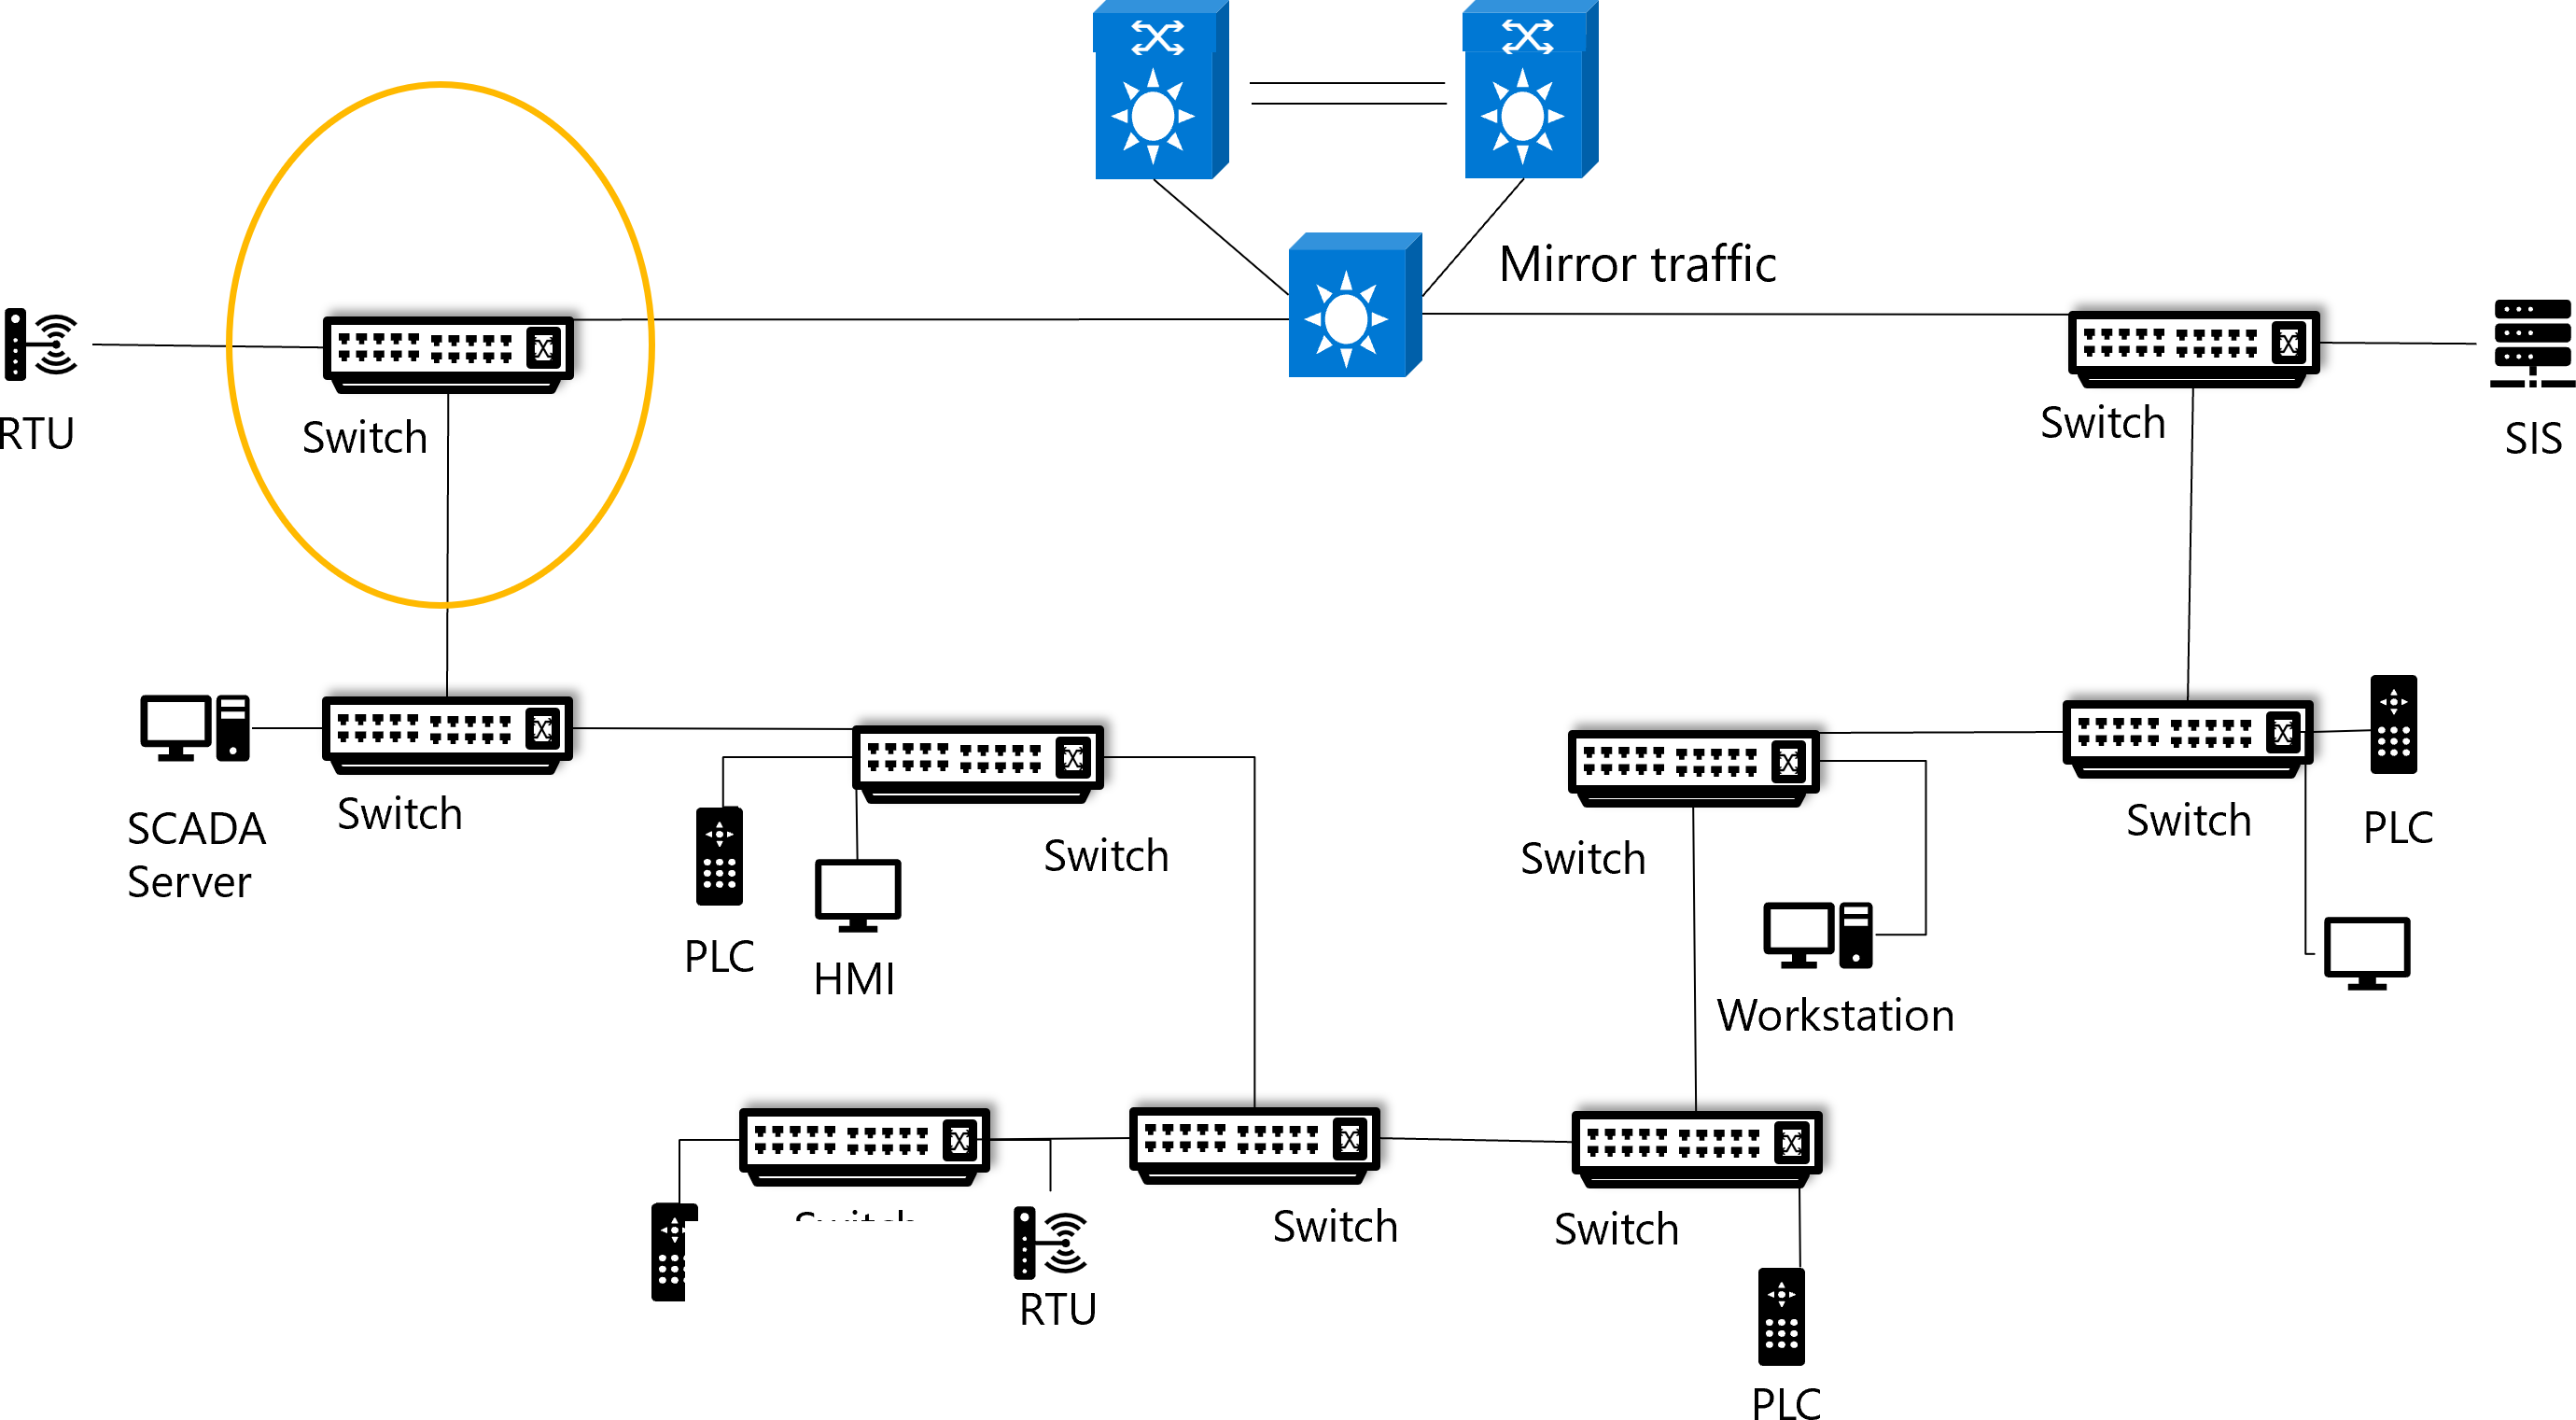 Mirror traffic
RTU
Switch
Switch
SIS
SCADA
Server
Switch
Switch
Switch
Switch
PLC
PLC
HMI
Workstation
Switch
Switch
RTU
PLC